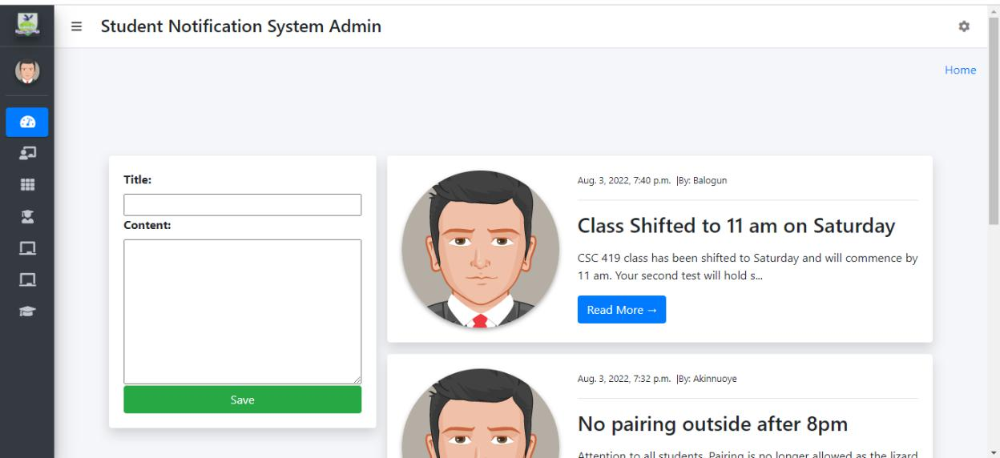 Student Notification System Admin
Home
Title:
Content:
Save
Aug. 3, 2022, 7:40 p.m. |By: Balogun
Class Shifted to 11 am on Saturday
CSC 419 class has been shifted to Saturday and will commence by
11 am. Your second test will hold s...
Read More →
Aug. 3, 2022, 7:32 p.m. |By: Akinnuoye
No pairing outside after 8pm
Attention to all students. Pairing is no longer allowed as the lizard